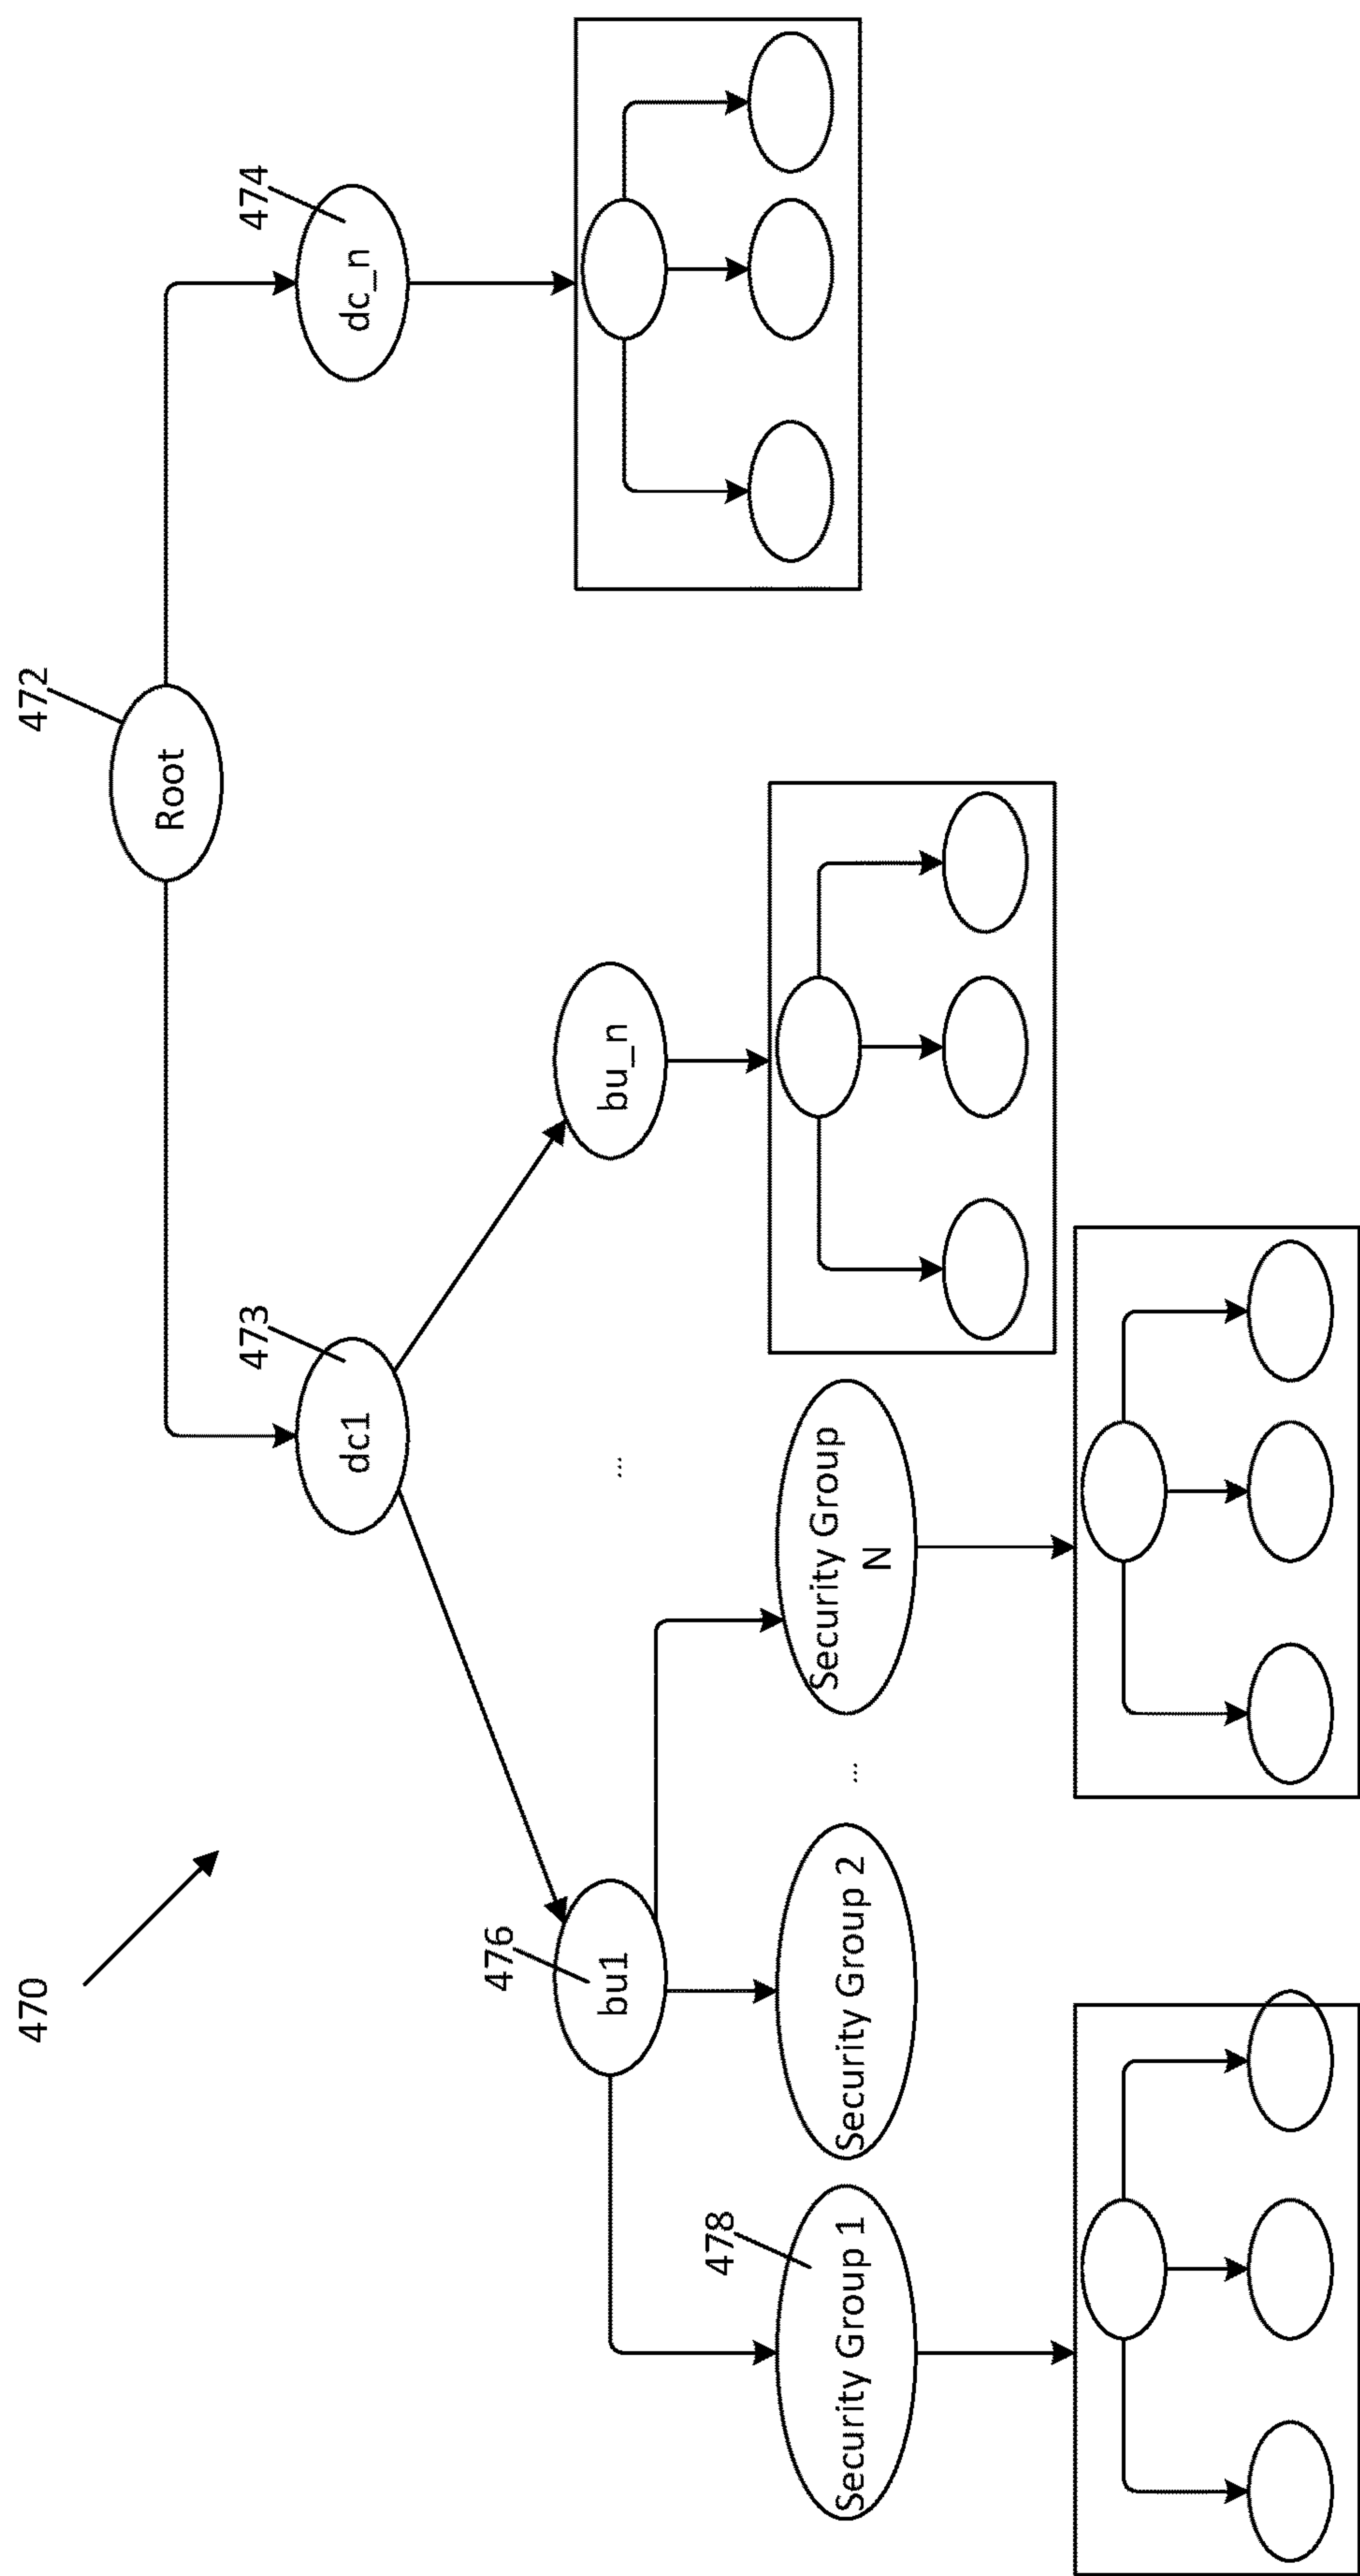 470
472
Root
473
dc1
474
dc_n
476
bu1
...
bu_n
478
Security Group 1
Security Group 2
...
Security Group
N